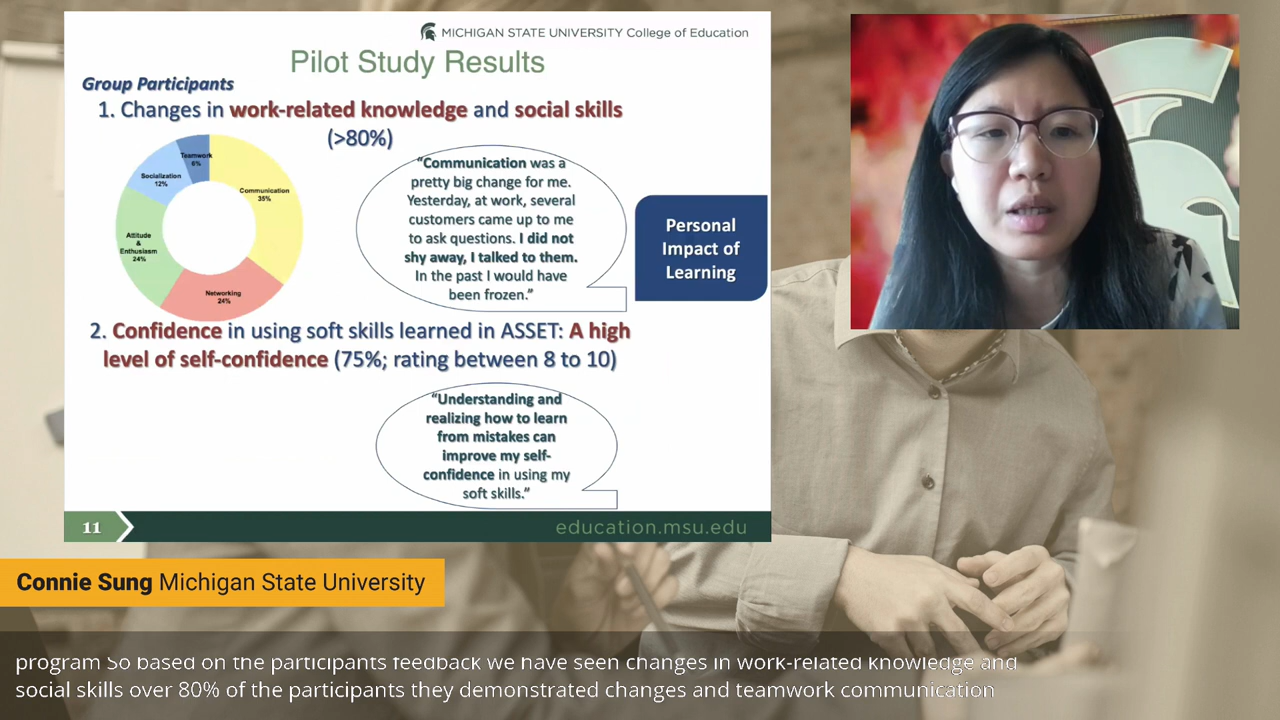 MICHIGAN STATE UNIVERSITY College of Education
Pilot Study Results
Group Participants
1. Changes in work-related knowledge and social skills
(>80%)
Teamwork
6%
Socialization
12%
Communication
35%
Attitude
&
Enthusiasm
24%
Networking
24%
“Communication was a
pretty big change for me.
Yesterday, at work, several
customers came up to me
to ask questions. I did not
shy away, I talked to them.
In the past I would have
been frozen.”
Personal
Impact of
Learning
2. Confidence in using soft skills learned in ASSET: A high
level of self-confidence (75%; rating between 8 to 10)
“Understanding and
realizing how to learn
from mistakes can
improve my self-
confidence in using my
soft skills.”
11
education.msu.edu
Connie Sung Michigan State University
program So based on the participants feedback we have seen changes in work-related knowledge and
social skills over 80% of the participants they demonstrated changes and teamwork communication